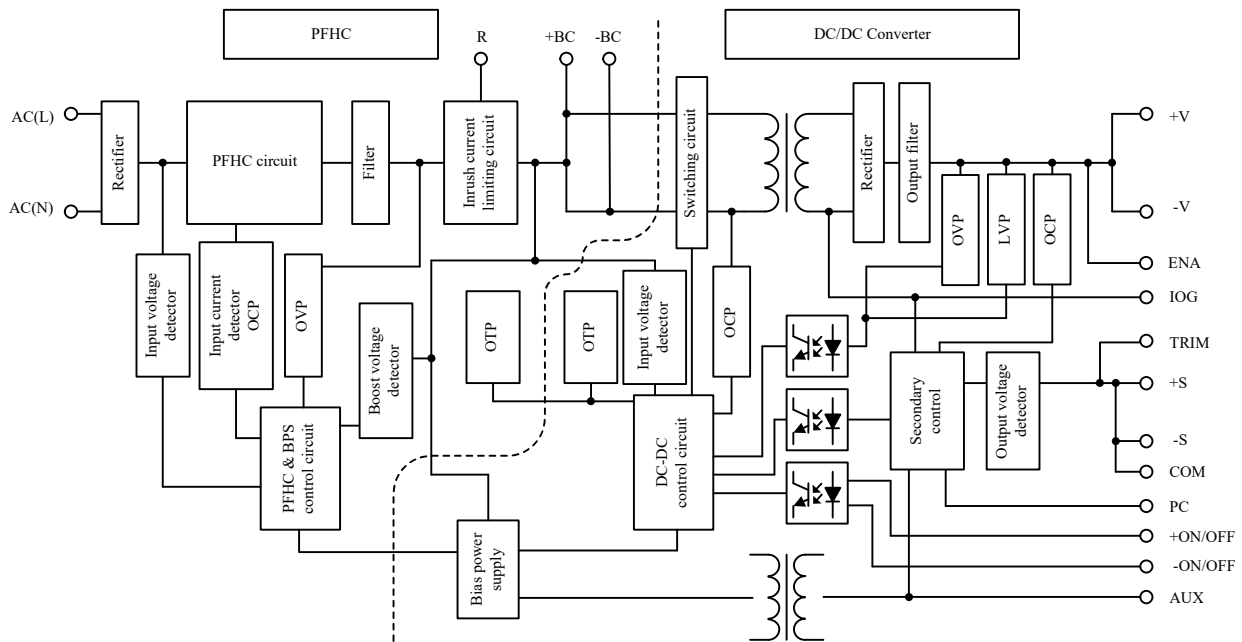 PFHC
R
+BC
-BC
DC/DC Converter
AC(L)
AC(N)
Rectifier
PFHC circuit
Filter
Inrush current
limiting circuit
Switching circuit
Rectifier
Output filter
+V
-V
OVP
LVP
OCP
ENA
IOG
Input voltage
detector
Input current
detector
OCP
OVP
Boost voltage
detector
OTP
OTP
Input voltage
detector
OCP
TRIM
+S
-S
COM
PC
+ON/OFF
-ON/OFF
AUX
PFHC & BPS
control circuit
DC-DC
control circuit
Secondary
control
Output voltage
detector
Bias power
supply